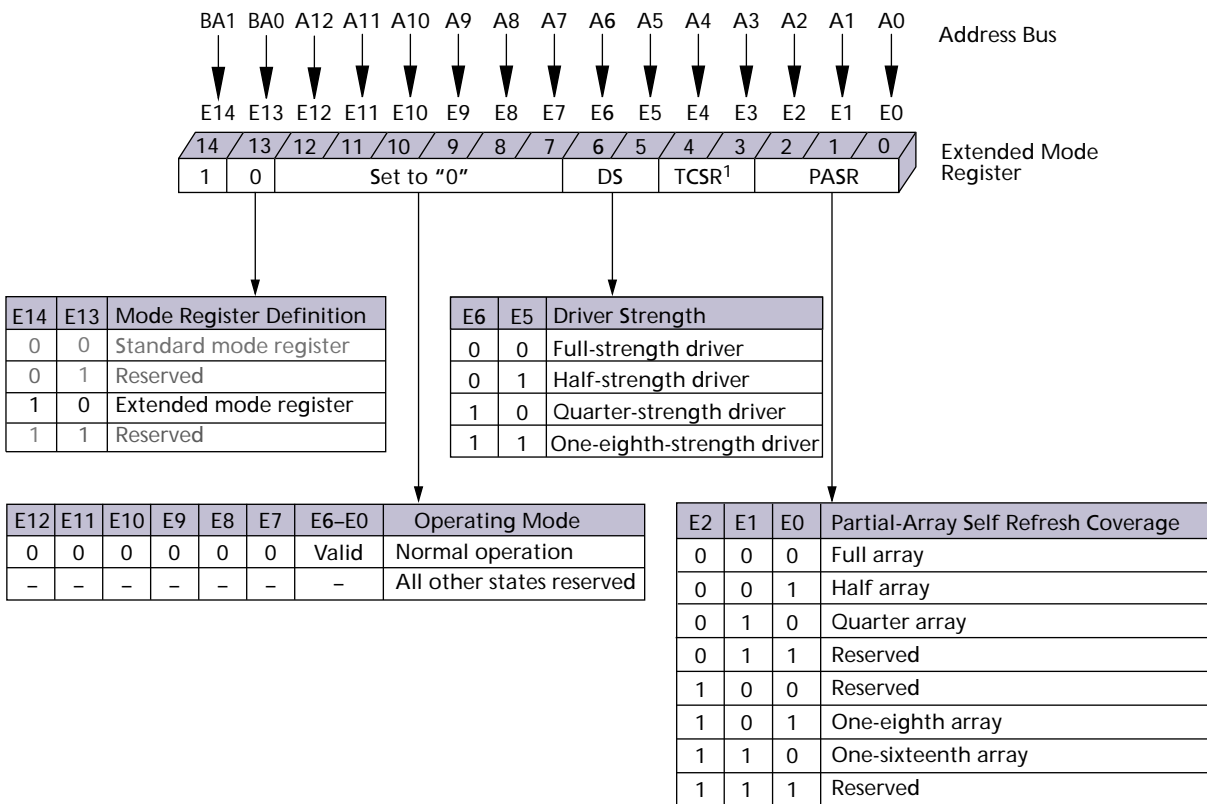 BA1 BA0 A12 A11 A10 A9 A8 A7 A6 A5 A4 A3 A2 A1 A0
Address Bus
E14 E13 E12 E11 E10 E9 E8 E7 E6 E5 E4 E3 E2 E1 E0
14 13 12 11 10 9 8 7 6 5 4 3 2 1 0
Extended Mode
Register
1 0 Set to “0” DS TCSR1 PASR
E14 E13 Mode Register Definition
0 0 Standard mode register
0 1 Reserved
1 0 Extended mode register
1 1 Reserved
E6 E5 Driver Strength
0 0 Full-strength driver
0 1 Half-strength driver
1 0 Quarter-strength driver
1 1 One-eighth-strength driver
E12 E11 E10 E9 E8 E7 E6–E0 Operating Mode
0 0 0 0 0 0 Valid Normal operation
– – – – – – – All other states reserved
E2 E1 E0 Partial-Array Self Refresh Coverage
0 0 0 Full array
0 0 1 Half array
0 1 0 Quarter array
0 1 1 Reserved
1 0 0 Reserved
1 0 1 One-eighth array
1 1 0 One-sixteenth array
1 1 1 Reserved